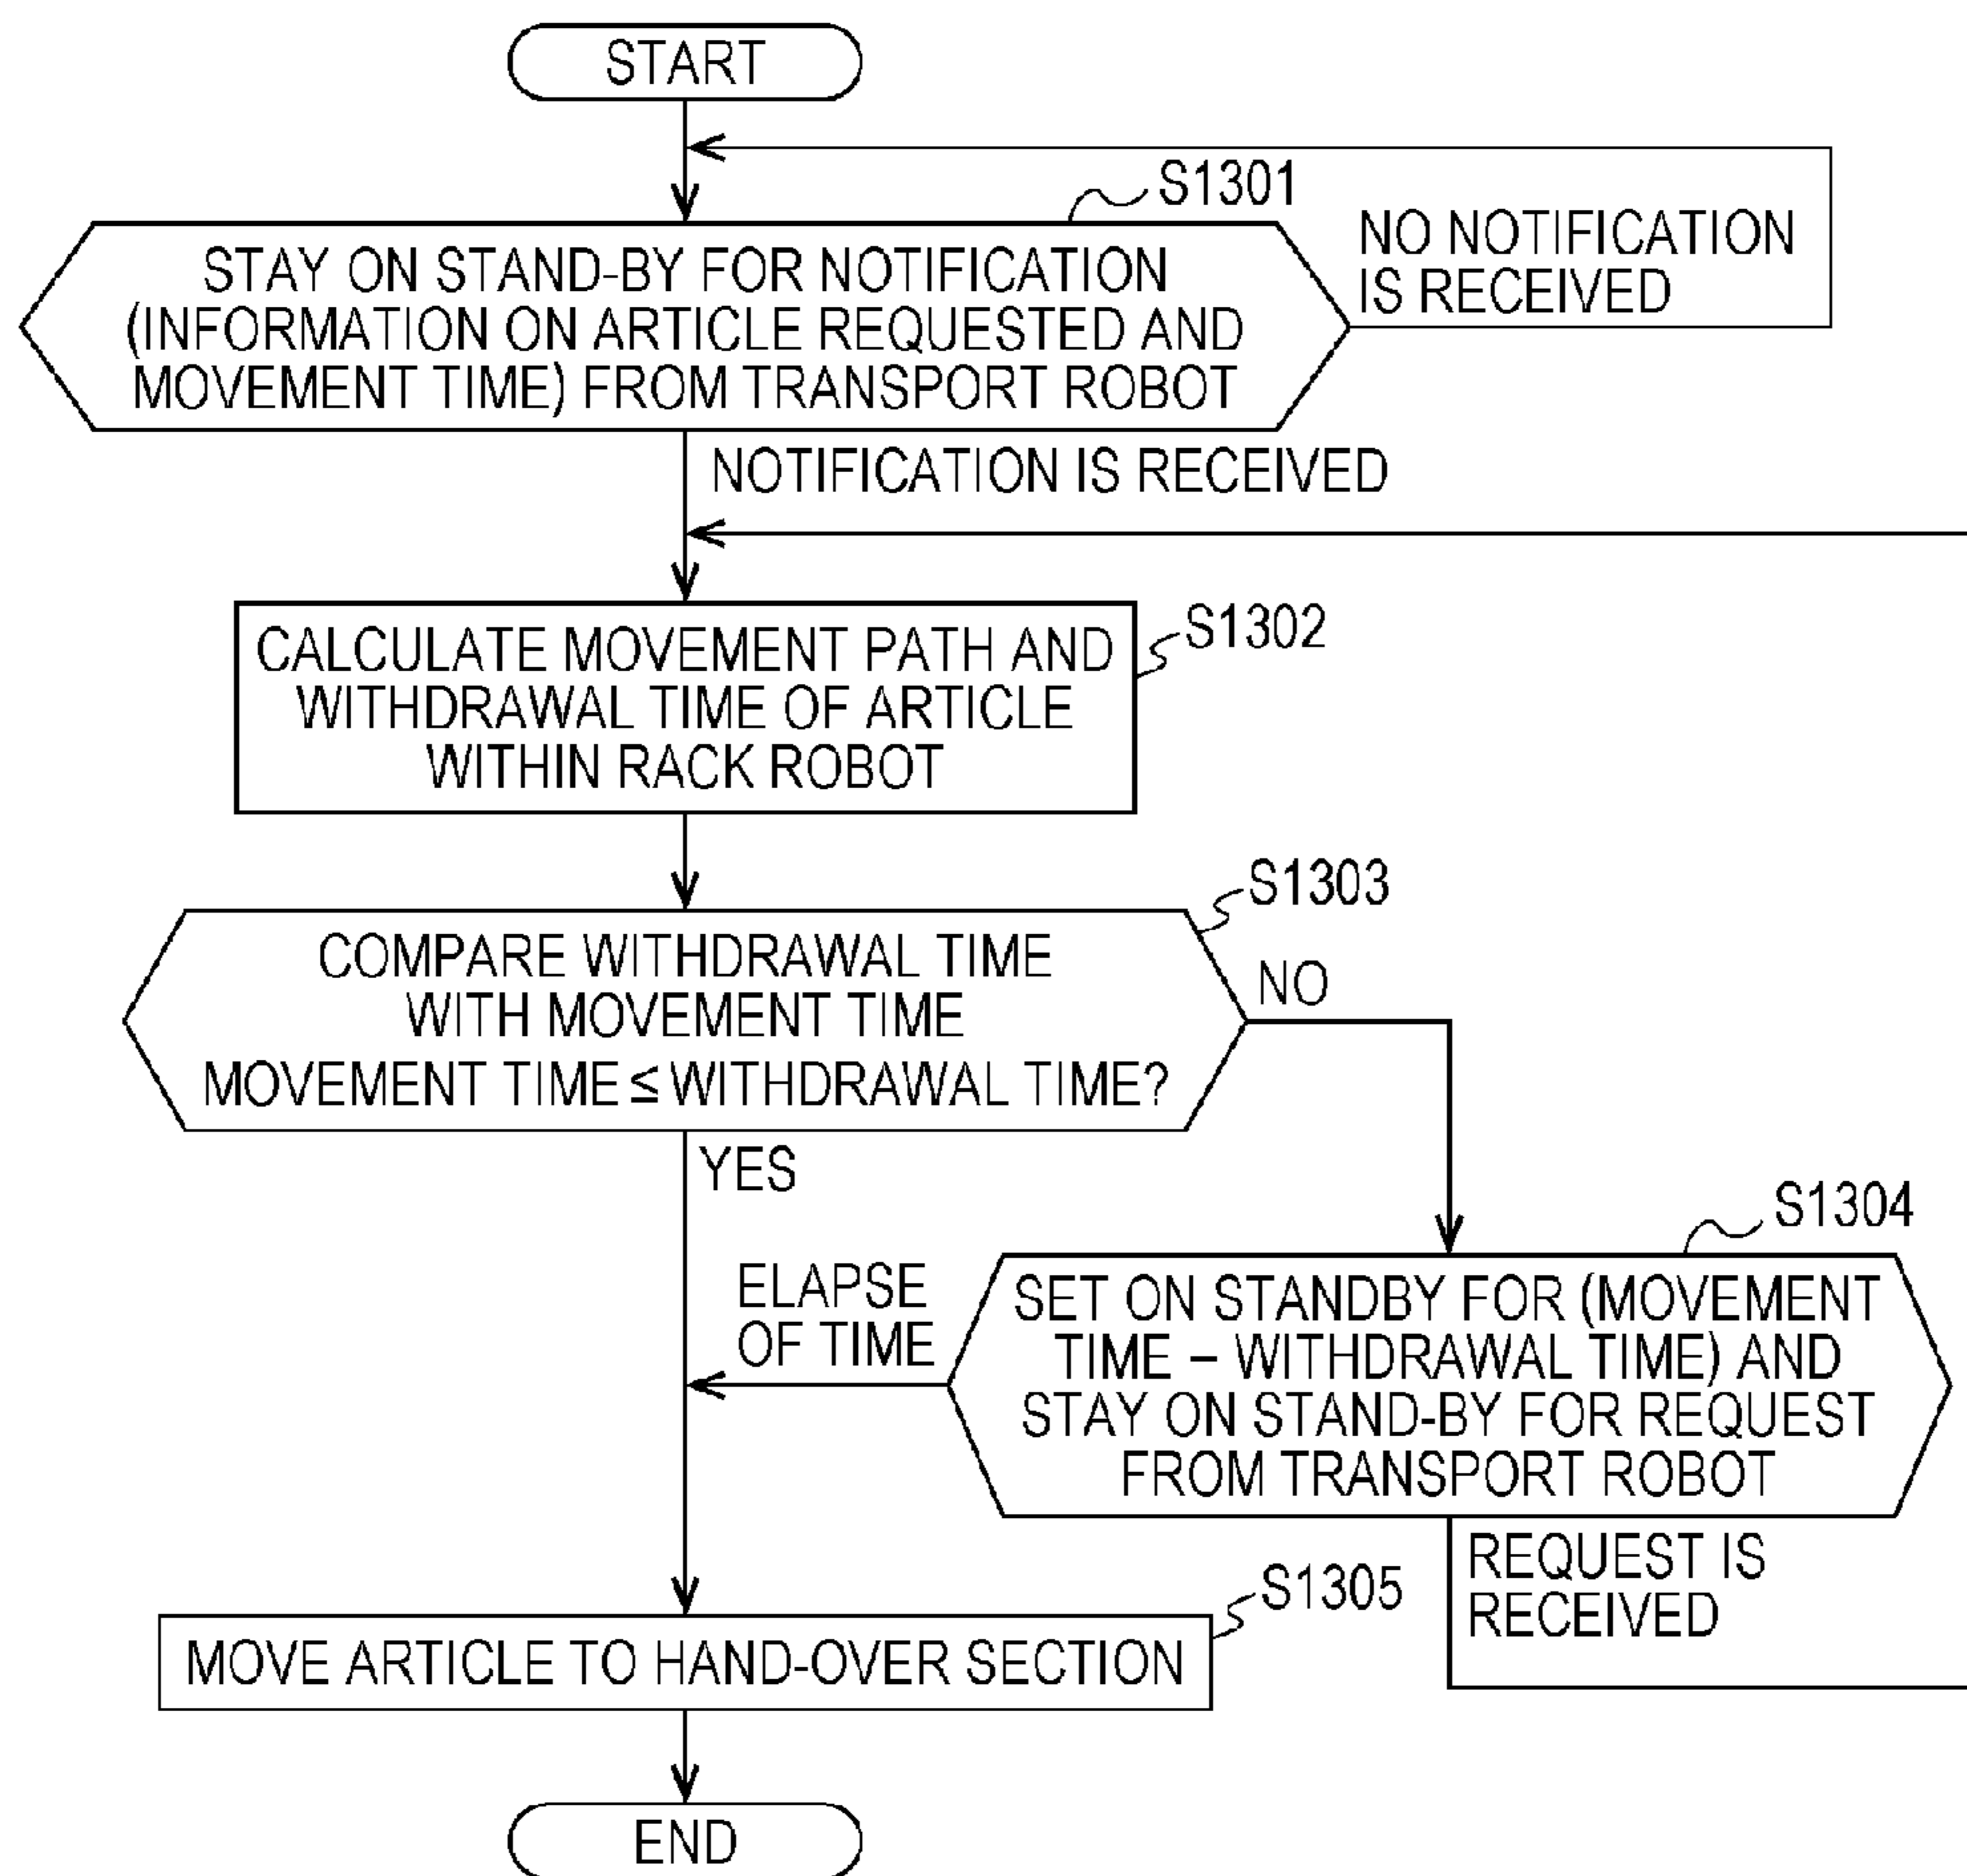 START
S1301
STAY ON STAND-BY FOR NOTIFICATION
(INFORMATION ON ARTICLE REQUESTED AND
MOVEMENT TIME) FROM TRANSPORT ROBOT
NO NOTIFICATION
IS RECEIVED
NOTIFICATION IS RECEIVED
S1302
CALCULATE MOVEMENT PATH AND
WITHDRAWAL TIME OF ARTICLE
WITHIN RACK ROBOT
S1303
COMPARE WITHDRAWAL TIME
WITH MOVEMENT TIME
MOVEMENT TIME ≤ WITHDRAWAL TIME?
NO
YES
S1304
SET ON STANDBY FOR (MOVEMENT
TIME – WITHDRAWAL TIME) AND
STAY ON STAND-BY FOR REQUEST
FROM TRANSPORT ROBOT
ELAPSE
OF TIME
REQUEST IS
RECEIVED
S1305
MOVE ARTICLE TO HAND-OVER SECTION
END